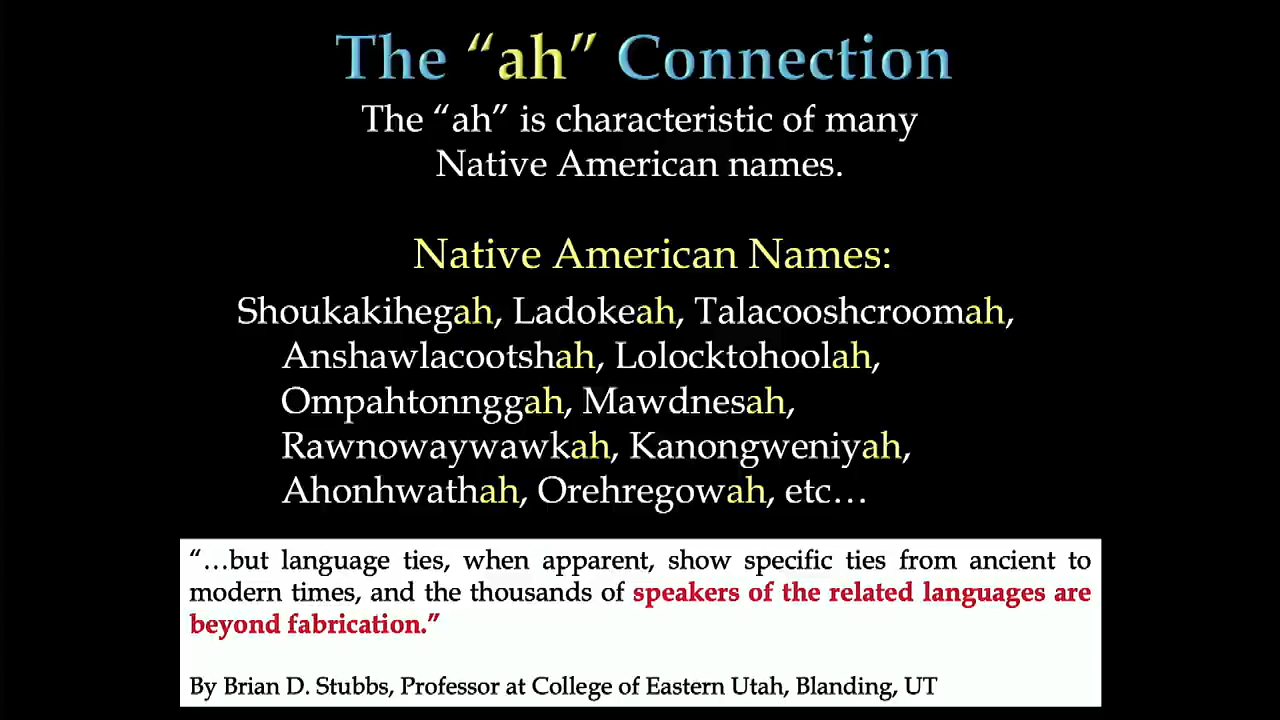 The “ah” Connection
The “ah” is characteristic of many
Native American names.
Native American Names:
Shoukakihegah, Ladokeah, Talacooshcroomah,
Anshawlacootshah, Lolocktohoolah,
Ompahtonnggah, Mawdnesah,
Rawnowaywawkah, Kanongweniyah,
Ahonhwathah, Orehregowah, etc…
“…but language ties, when apparent, show specific ties from ancient to
modern times, and the thousands of speakers of the related languages are
beyond fabrication.”
By Brian D. Stubbs, Professor at College of Eastern Utah, Blanding, UT